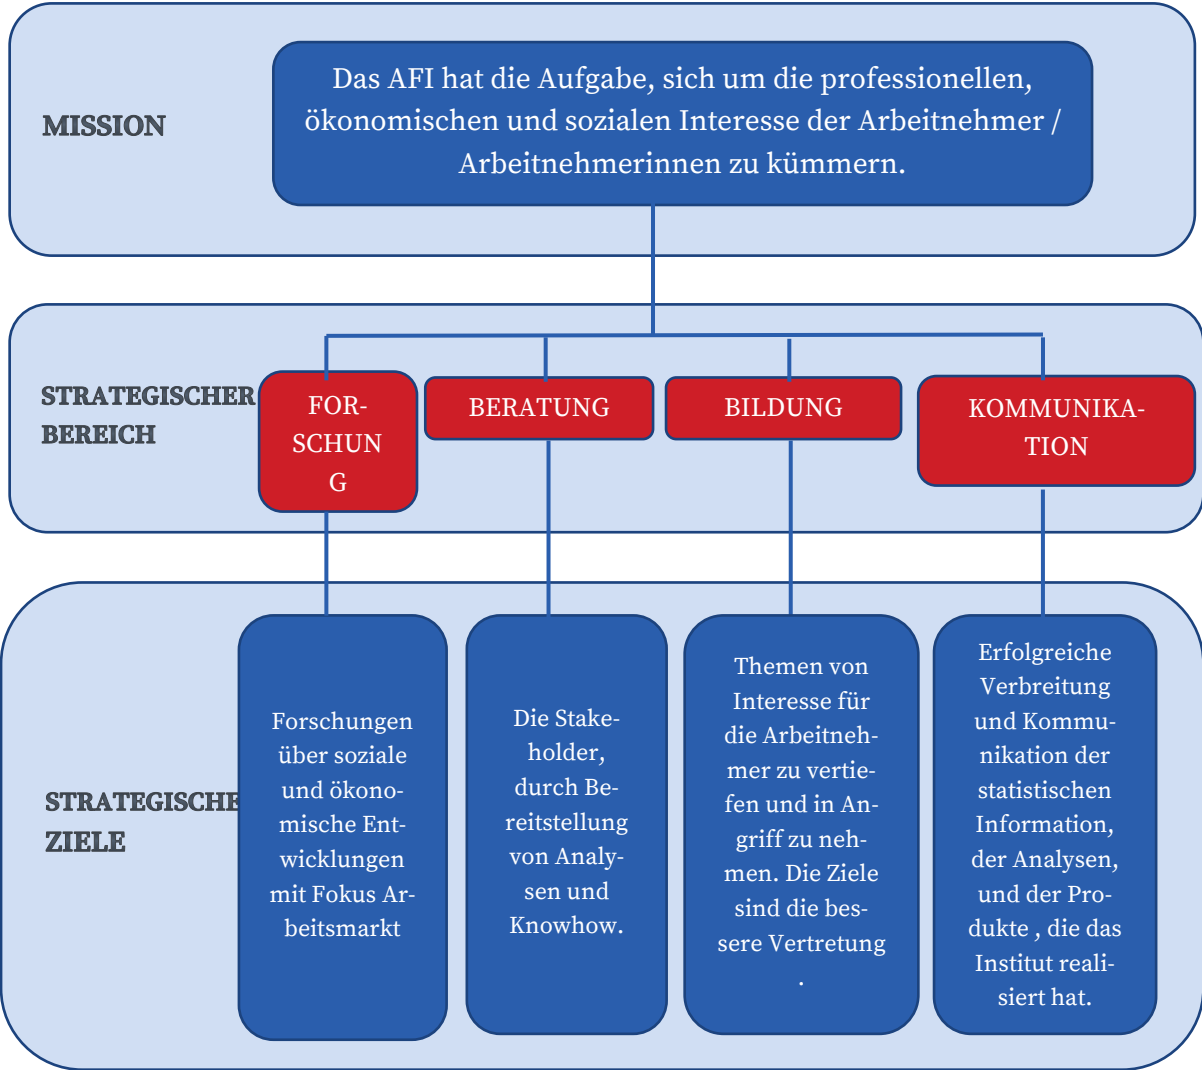 MISSION
Das AFI hat die Aufgabe, sich um die professionellen,
ökonomischen und sozialen Interesse der Arbeitnehmer /
Arbeitnehmerinnen zu kümmern.
STRATEGISCHER
BEREICH
FOR-
SCHUN
G
BERATUNG
BILDUNG
KOMMUNIKA-
TION
STRATEGISCHE
ZIELE
Forschungen
über soziale
und ökono-
mische Ent-
wicklungen
mit Fokus Ar-
beitsmarkt
Die Stake-
holder,
durch Be-
reitstellung
von Analy-
sen und
Knowhow.
Themen von
Interesse für
die Arbeitneh-
mer zu vertie-
fen und in An-
griff zu neh-
men. Die Ziele
sind die bes-
sere Vertretung
.
Erfolgreiche
Verbreitung
und Kommu-
nikation der
statistischen
Information,
der Analysen,
und der Pro-
dukte , die das
Institut reali-
siert hat.